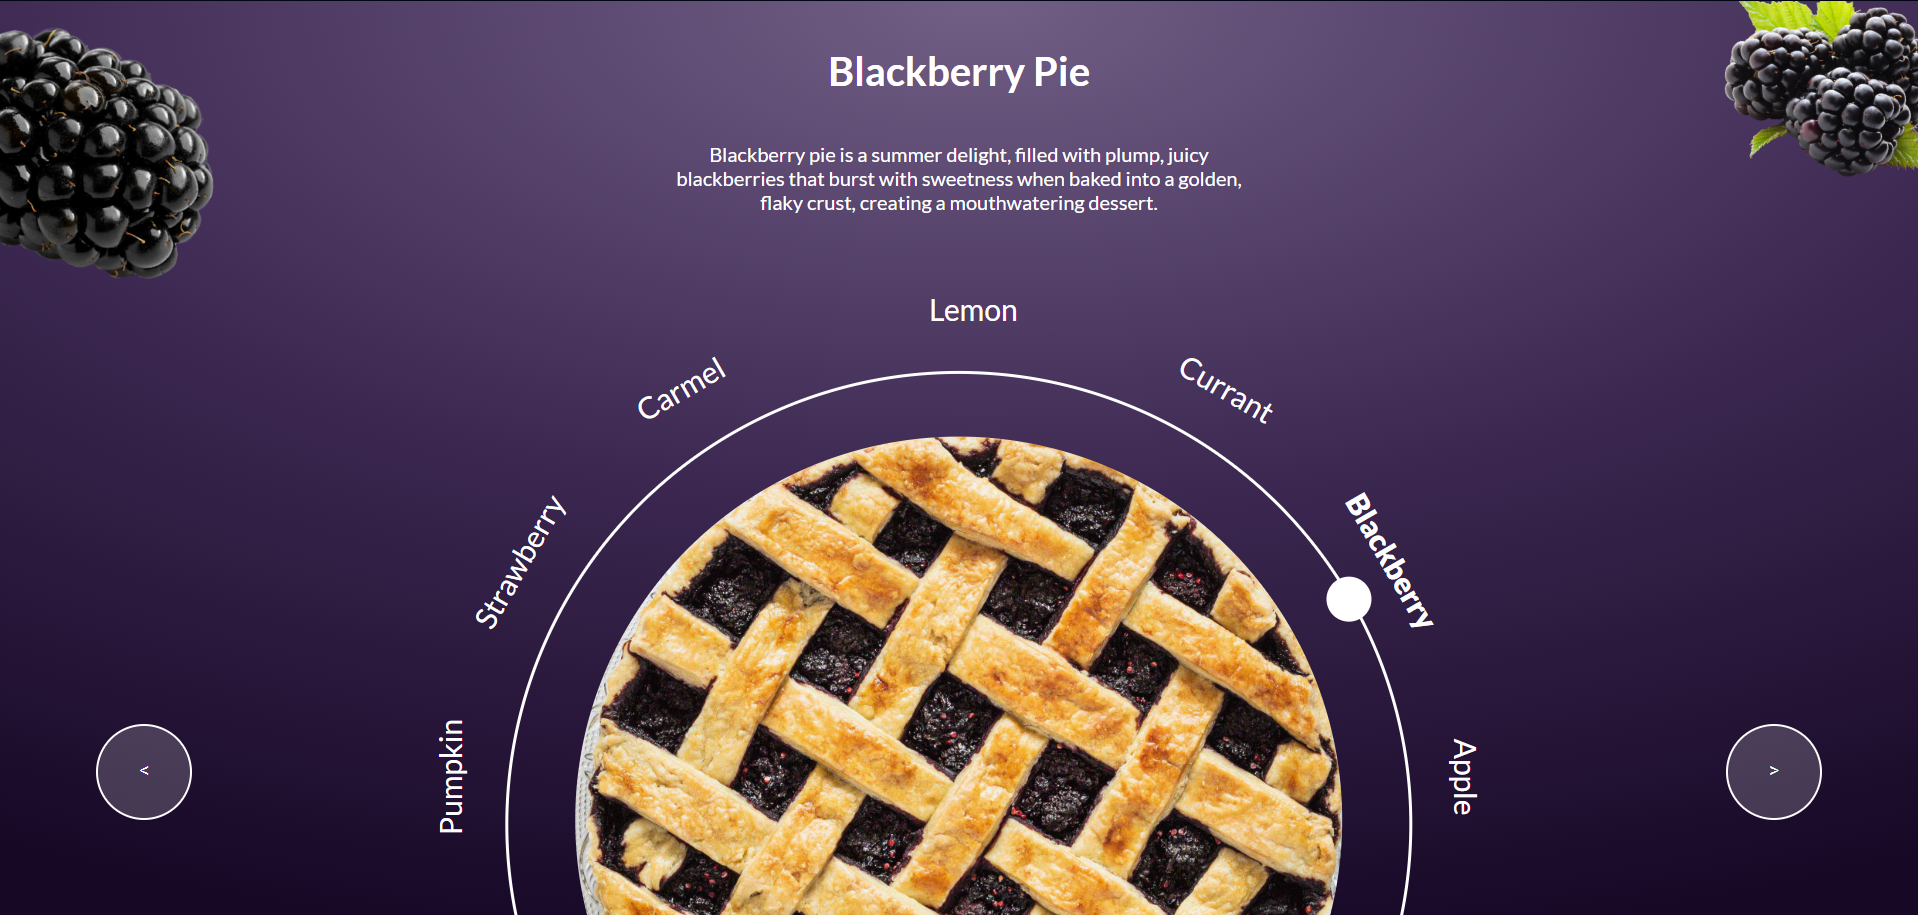 Blackberry Pie
Blackberry pie is a summer delight, filled with plump, juicy
blackberries that burst with sweetness when baked into a golden,
flaky crust, creating a mouthwatering dessert.
Pumpkin
Strawberry
Carmel
Lemon
Currant
Blackberry
Apple
<
>